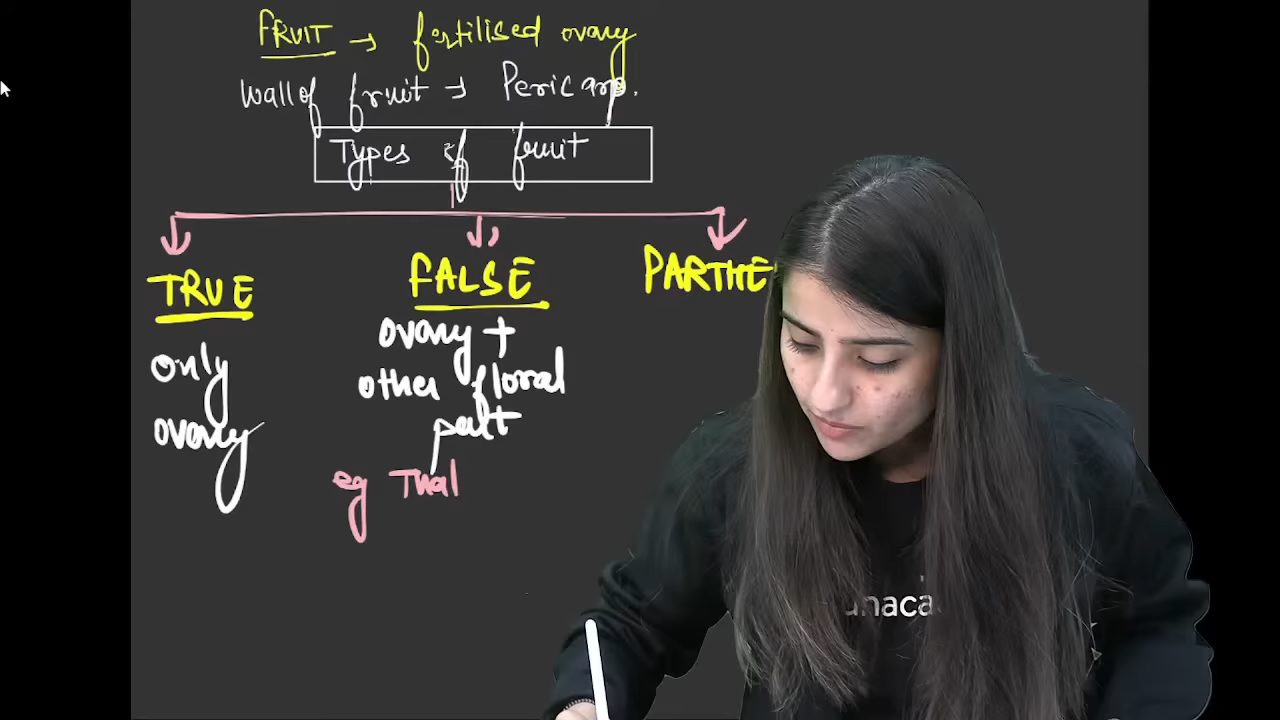 FRUIT → fertilised ovary
Wall of fruit → Pericarp.
Types of fruit
TRUE FALSE PARTHE
only
ovary
ovary +
other floral
part
eg Thal
unaca